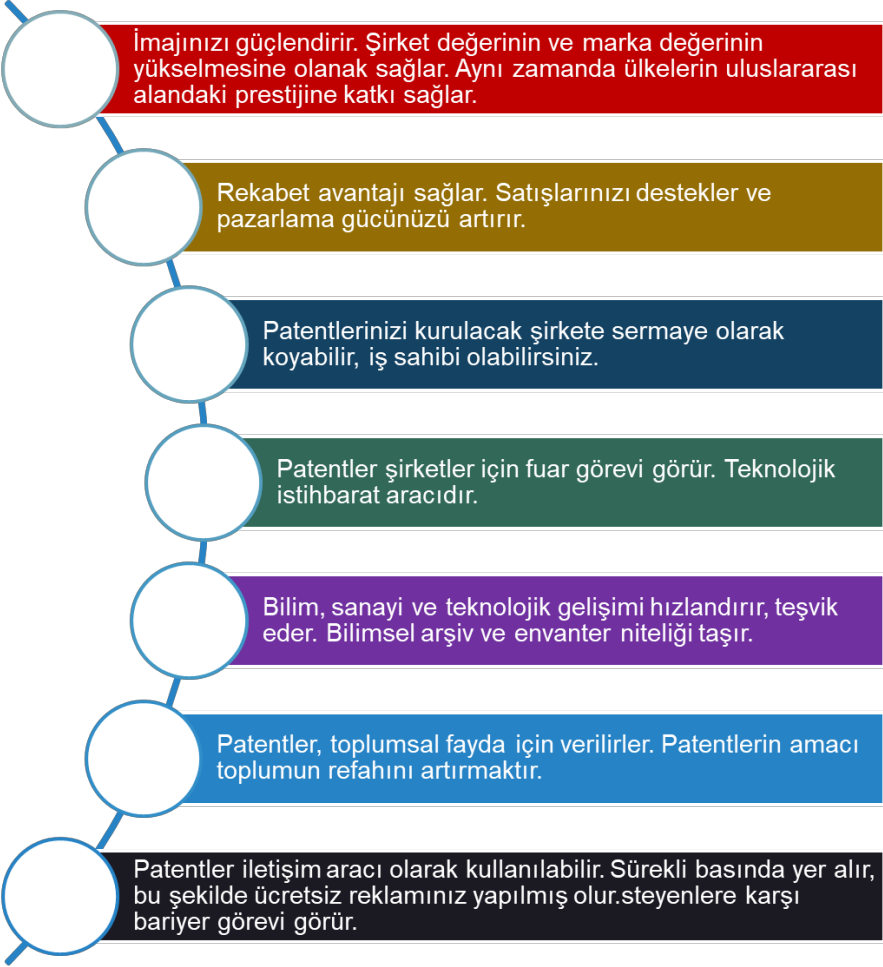 İmajınızı güçlendirir. Şirket değerinin ve marka değerinin
yükselmesine olanak sağlar. Aynı zamanda ülkelerin uluslararası
alandaki prestijine katkı sağlar.
Rekabet avantajı sağlar. Satışlarınızı destekler ve
pazarlama gücünüzü artırır.
Patentlerinizi kurulacak şirkete sermaye olarak
koyabilir, iş sahibi olabilirsiniz.
Patentler şirketler için fuar görevi görür. Teknolojik
istihbarat aracıdır.
Bilim, sanayi ve teknolojik gelişimi hızlandırır, teşvik
eder. Bilimsel arşiv ve envanter niteliği taşır.
Patentler, toplumsal fayda için verilirler. Patentlerin amacı
toplumun refahını artırmaktır.
Patentler iletişim aracı olarak kullanılabilir. Sürekli basında yer alır,
bu şekilde ücretsiz reklamınız yapılmış olur.steyenlere karşı
bariyer görevi görür.